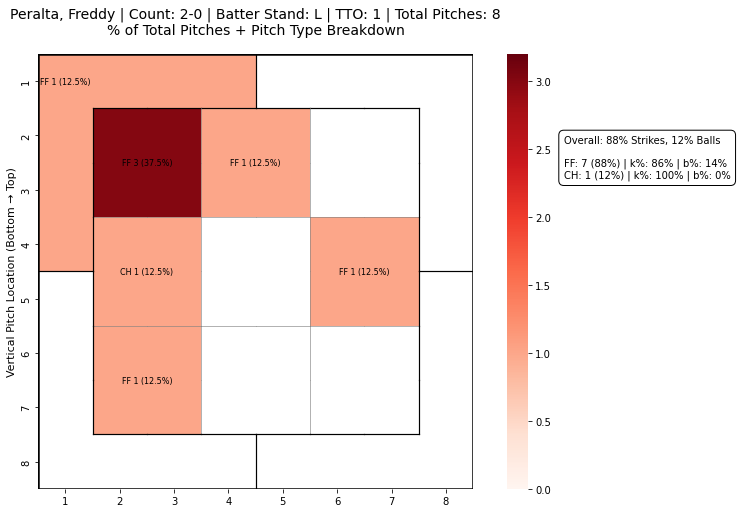 Peralta, Freddy | Count: 2-0 | Batter Stand: L | TTO: 1 | Total Pitches: 8
% of Total Pitches + Pitch Type Breakdown
Vertical Pitch Location (Bottom → Top)
1
2
3
4
5
6
7
8
FF 1 (12.5%)
FF 3 (37.5%)
FF 1 (12.5%)
CH 1 (12.5%)
FF 1 (12.5%)
FF 1 (12.5%)
1
2
3
4
5
6
7
8
3.0
2.5
2.0
1.5
1.0
0.5
0.0
Overall: 88% Strikes, 12% Balls
FF: 7 (88%) | k%: 86% | b%: 14%
CH: 1 (12%) | k%: 100% | b%: 0%